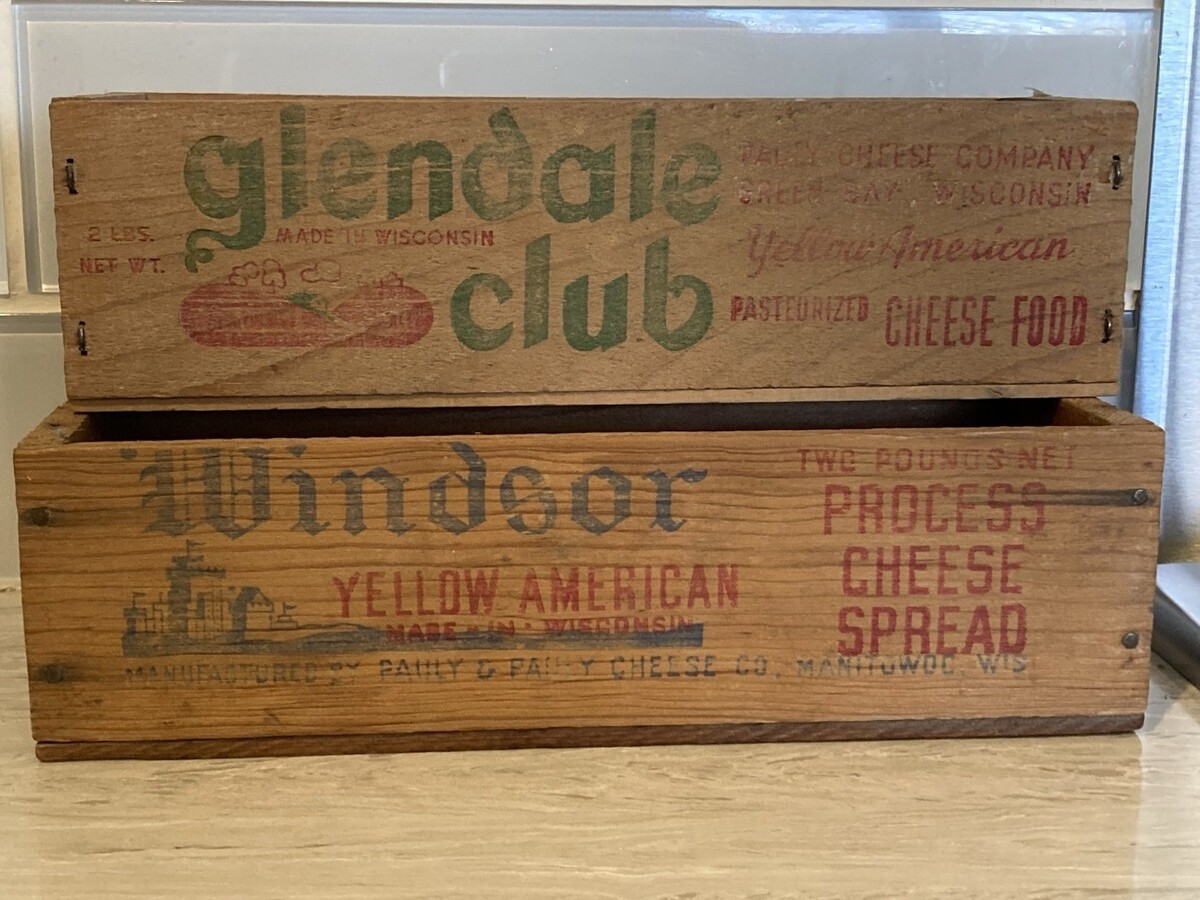 glendale
club
MADE IN WISCONSIN
2 LBS.
NET WT.
PAULY CHEESE COMPANY
GREEN BAY WISCONSIN
Yellow American
PASTEURIZED CHEESE FOOD
Windsor
YELLOW AMERICAN
MADE IN WISCONSIN
TWO POUNDS NET
PROCESS
CHEESE
SPREAD
MANUFACTURED BY PAULY & PAULY CHEESE CO. MANITOWOC, WIS